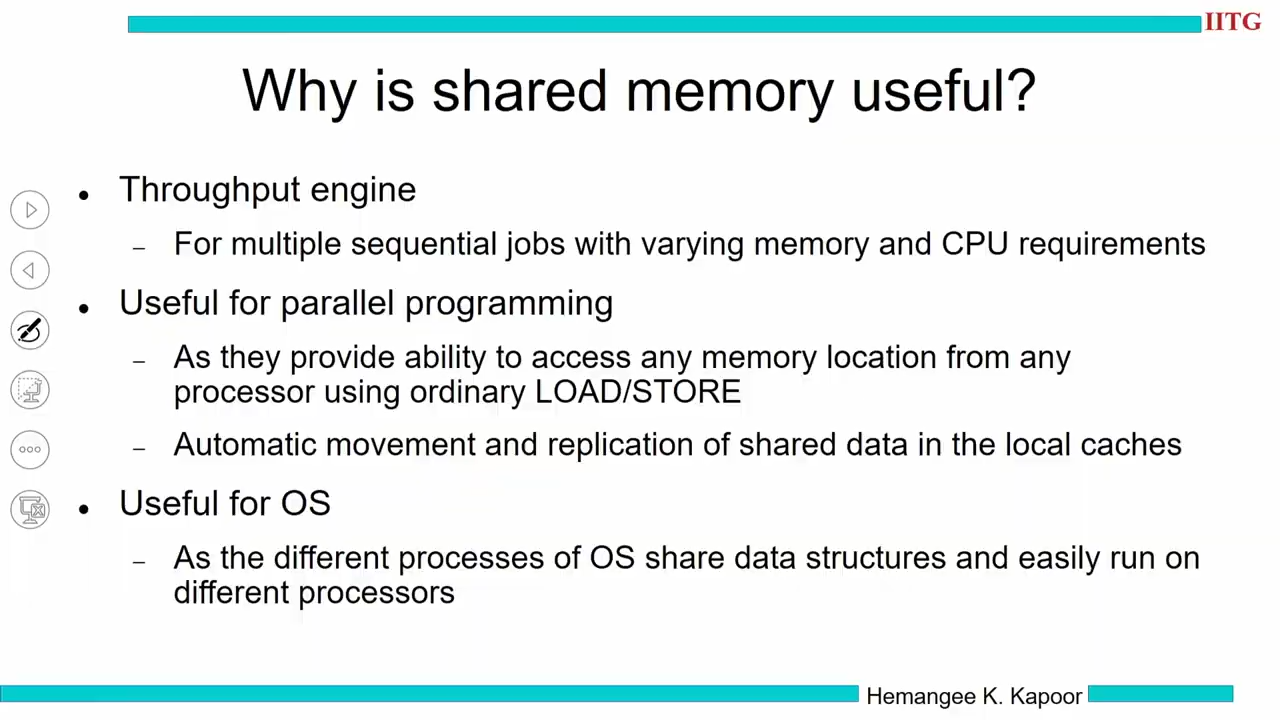 IITG
Why is shared memory useful?
• Throughput engine
– For multiple sequential jobs with varying memory and CPU requirements
• Useful for parallel programming
– As they provide ability to access any memory location from any
processor using ordinary LOAD/STORE
– Automatic movement and replication of shared data in the local caches
• Useful for OS
– As the different processes of OS share data structures and easily run on
different processors
Hemangee K. Kapoor